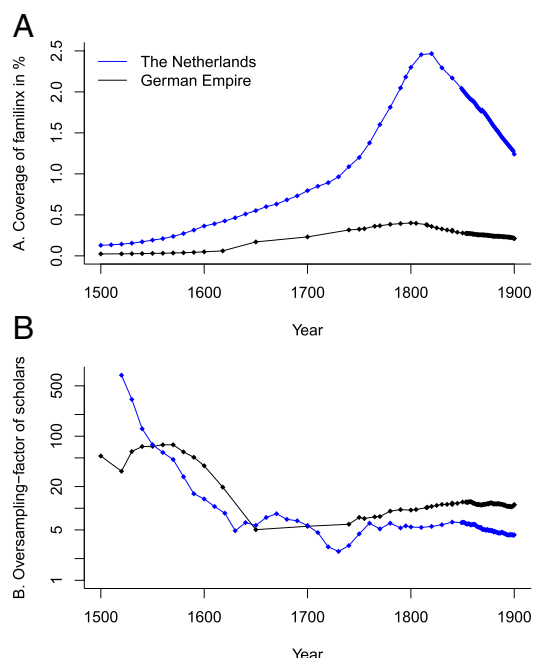 A
A. Coverage of familinx in %
2.5
2.0
1.5
1.0
0.5
0.0
The Netherlands
German Empire
1500 1600 1700 1800 1900
Year
B
B. Oversampling−factor of scholars
500
100
20
5
1
1500 1600 1700 1800 1900
Year